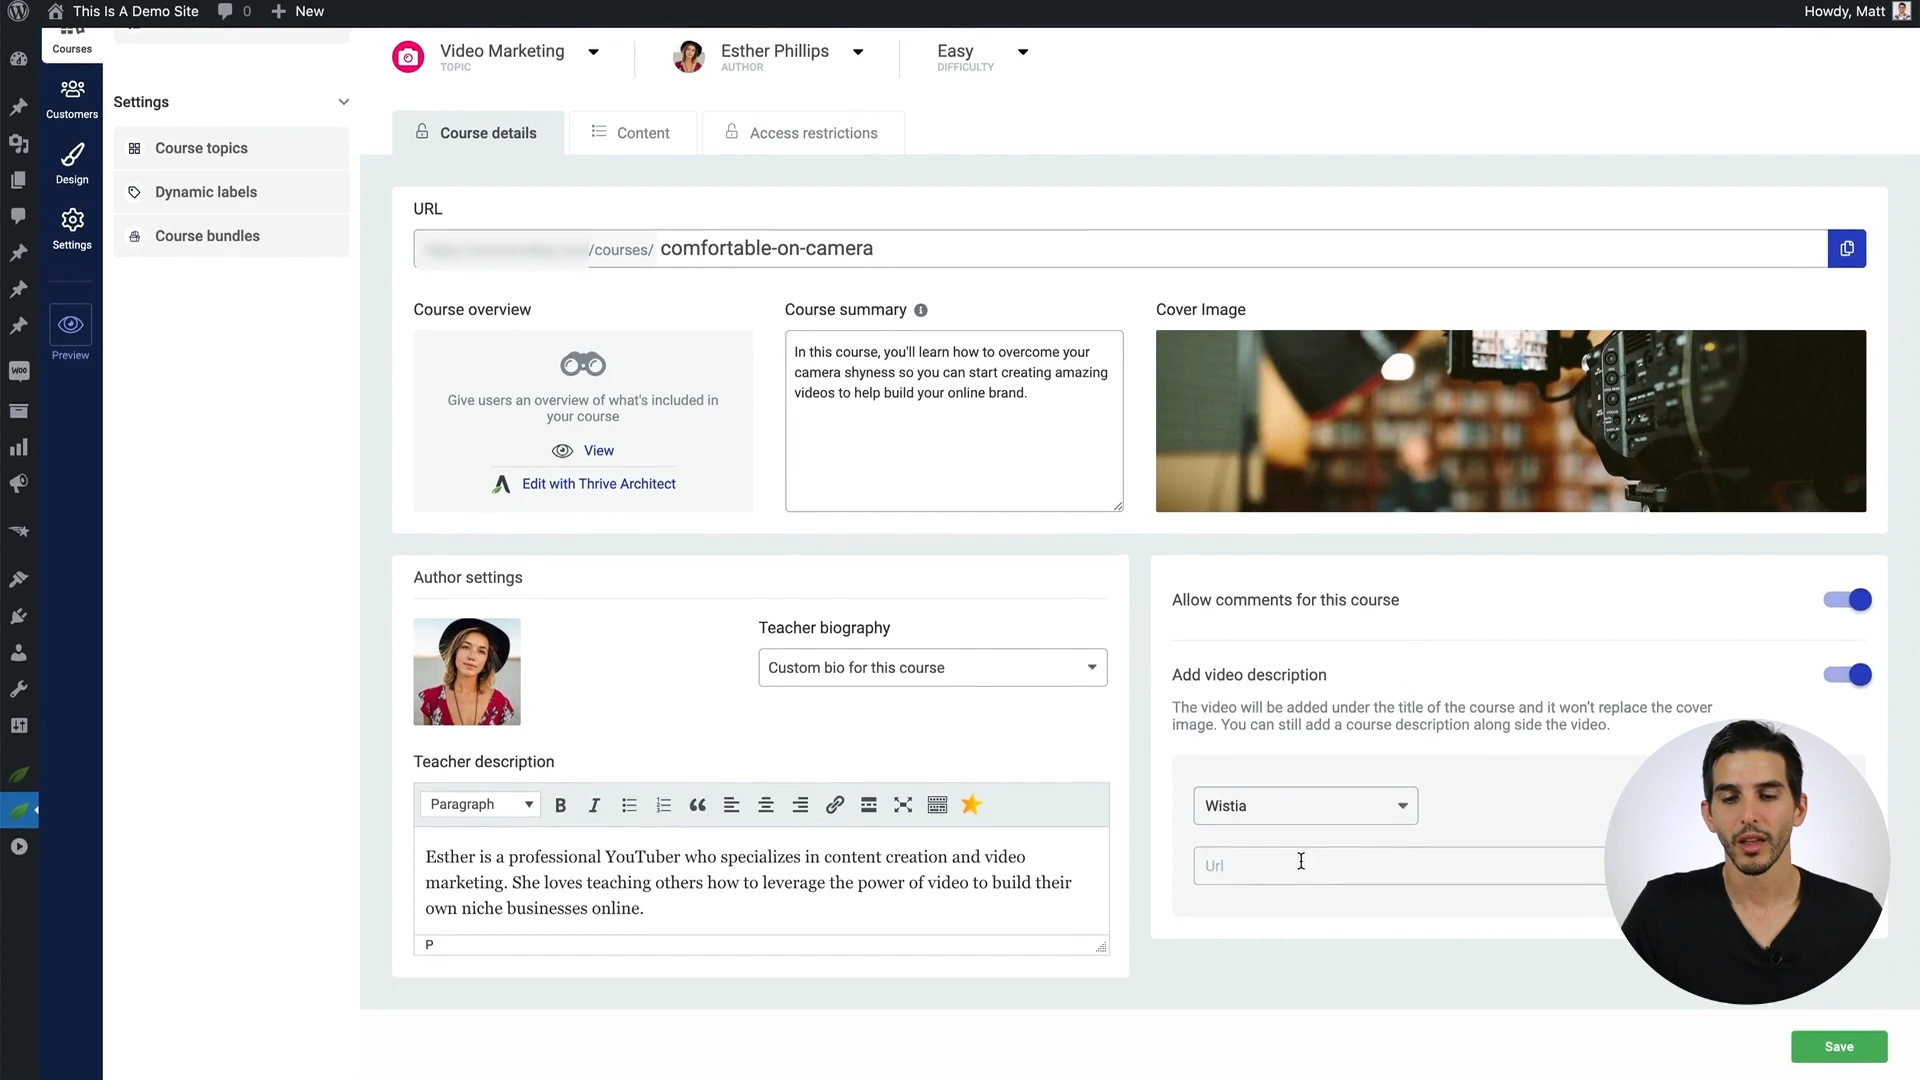 This Is A Demo Site 0 New Howdy, Matt
Courses
Customers
Design
Settings
Preview
WOO
Settings
Course topics
Dynamic labels
Course bundles
Video Marketing
TOPIC
Esther Phillips
AUTHOR
Easy
DIFFICULTY
Course details Content Access restrictions
URL
/courses/ comfortable-on-camera
Course overview
Give users an overview of what's included in
your course
View
Edit with Thrive Architect
Course summary
In this course, you'll learn how to overcome your
camera shyness so you can start creating amazing
videos to help build your online brand.
Cover Image
Author settings
Teacher biography
Custom bio for this course
Teacher description
Paragraph B I
Esther is a professional YouTuber who specializes in content creation and video
marketing. She loves teaching others how to leverage the power of video to build their
own niche businesses online.
P
Allow comments for this course
Add video description
The video will be added under the title of the course and it won't replace the cover
image. You can still add a course description along side the video.
Wistia
Url
Save